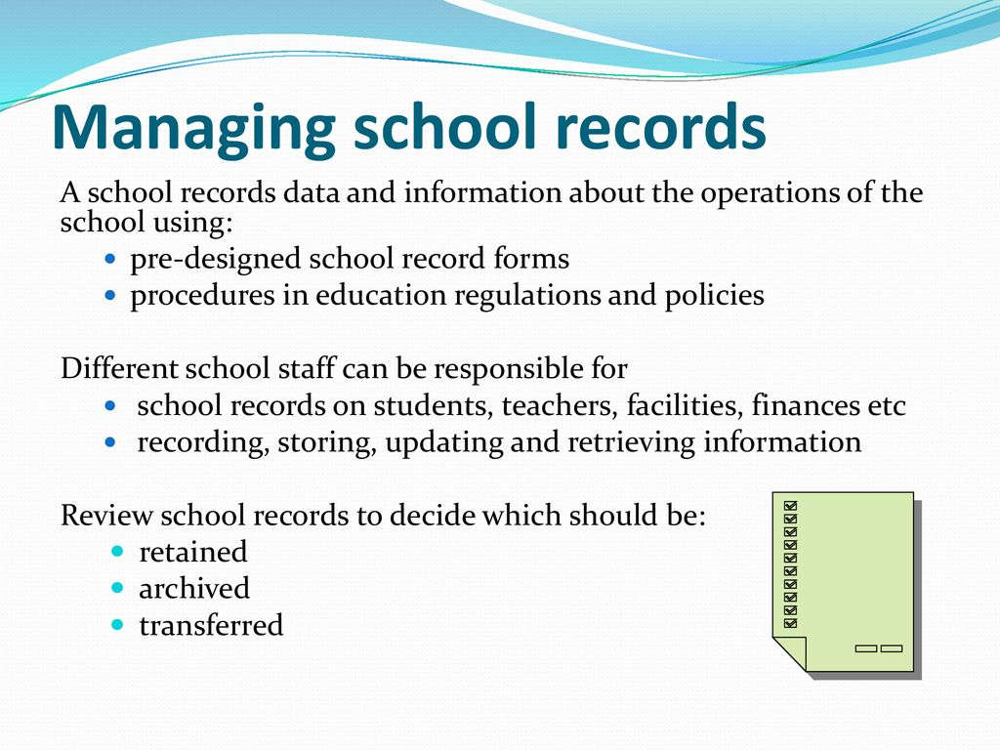 Managing school records
A school records data and information about the operations of the
school using:
• pre-designed school record forms
• procedures in education regulations and policies
Different school staff can be responsible for
• school records on students, teachers, facilities, finances etc
• recording, storing, updating and retrieving information
Review school records to decide which should be:
• retained
• archived
• transferred